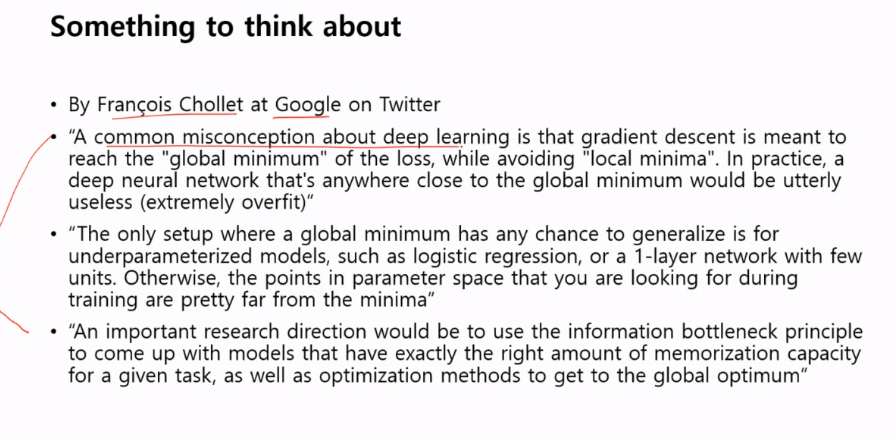 Something to think about
• By François Chollet at Google on Twitter
• “A common misconception about deep learning is that gradient descent is meant to
reach the "global minimum" of the loss, while avoiding "local minima". In practice, a
deep neural network that's anywhere close to the global minimum would be utterly
useless (extremely overfit)”
• “The only setup where a global minimum has any chance to generalize is for
underparameterized models, such as logistic regression, or a 1-layer network with few
units. Otherwise, the points in parameter space that you are looking for during
training are pretty far from the minima”
• “An important research direction would be to use the information bottleneck principle
to come up with models that have exactly the right amount of memorization capacity
for a given task, as well as optimization methods to get to the global optimum“